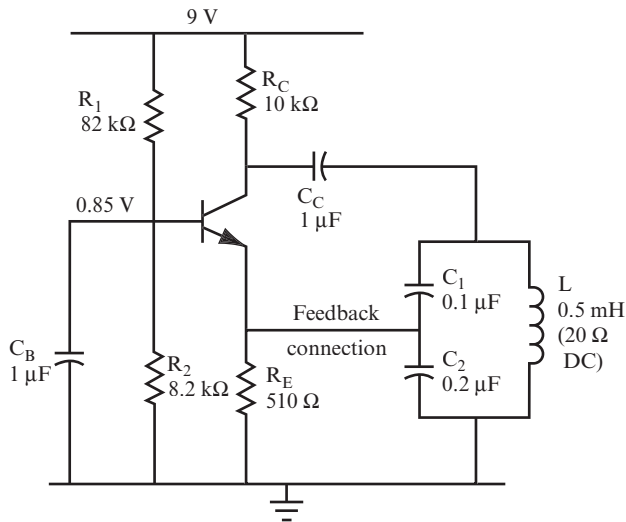 9 V
R1
82 kΩ
RC
10 kΩ
0.85 V
CC
1 μF
C1
0.1 μF
L
0.5 mH
(20 Ω
DC)
Feedback
connection
CB
1 μF
R2
8.2 kΩ
RE
510 Ω
C2
0.2 μF